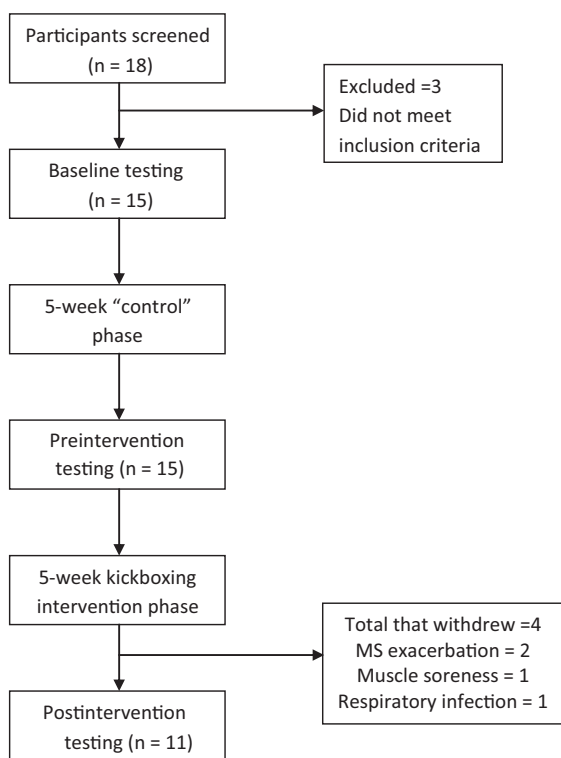 Participants screened
(n = 18)
Excluded =3
Did not meet
inclusion criteria
Baseline testing
(n = 15)
5-week “control”
phase
Preintervention
testing (n = 15)
5-week kickboxing
intervention phase
Total that withdrew =4
MS exacerbation = 2
Muscle soreness = 1
Respiratory infection = 1
Postintervention
testing (n = 11)